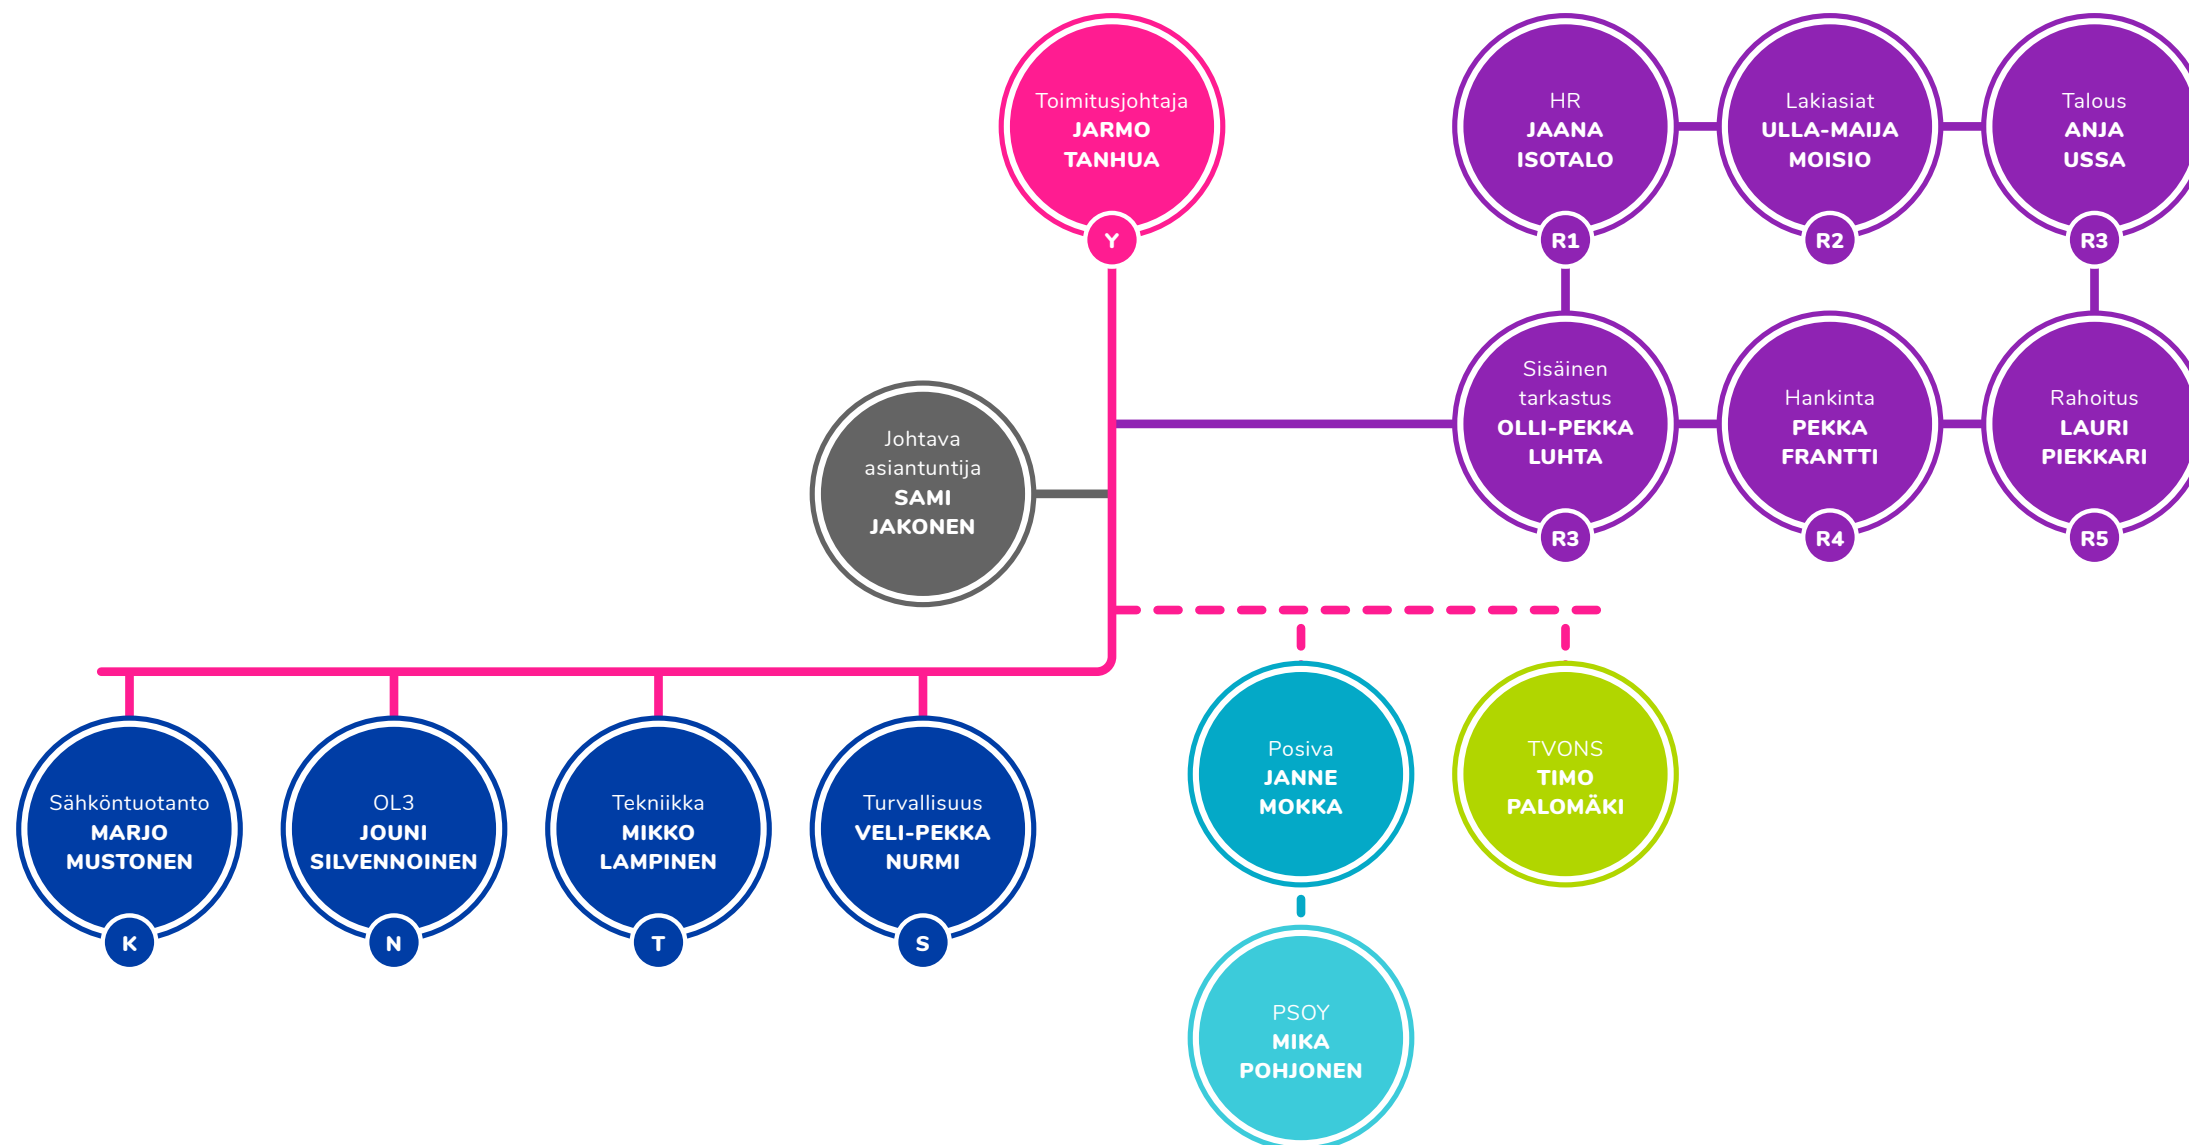 Toimitusjohtaja
JARMO
TANHUA
Y
HR
JAANA
ISOTALO
R1
Lakiasiat
ULLA-MAIJA
MOISIO
R2
Talous
ANJA
USSA
R3
Sisäinen
tarkastus
OLLI-PEKKA
LUHTA
R3
Hankinta
PEKKA
FRANTTI
R4
Rahoitus
LAURI
PIEKKARI
R5
Johtava
asiantuntija
SAMI
JAKONEN
Sähköntuotanto
MARJO
MUSTONEN
K
OL3
JOUNI
SILVENNOINEN
N
Tekniikka
MIKKO
LAMPINEN
T
Turvallisuus
VELI-PEKKA
NURMI
S
Posiva
JANNE
MOKKA
TVONS
TIMO
PALOMÄKI
PSOY
MIKA
POHJONEN